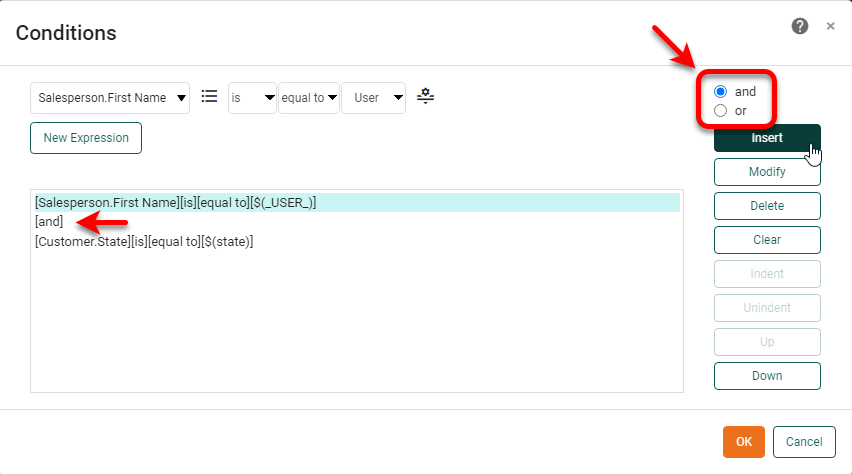 Conditions
Salesperson.First Name is equal to User
and
or
New Expression
Insert
Modify
Delete
Clear
Indent
Unindent
Up
Down
[Salesperson.First Name][is][equal to][$(_USER_)]
[and]
[Customer.State][is][equal to][$(state)]
OK Cancel